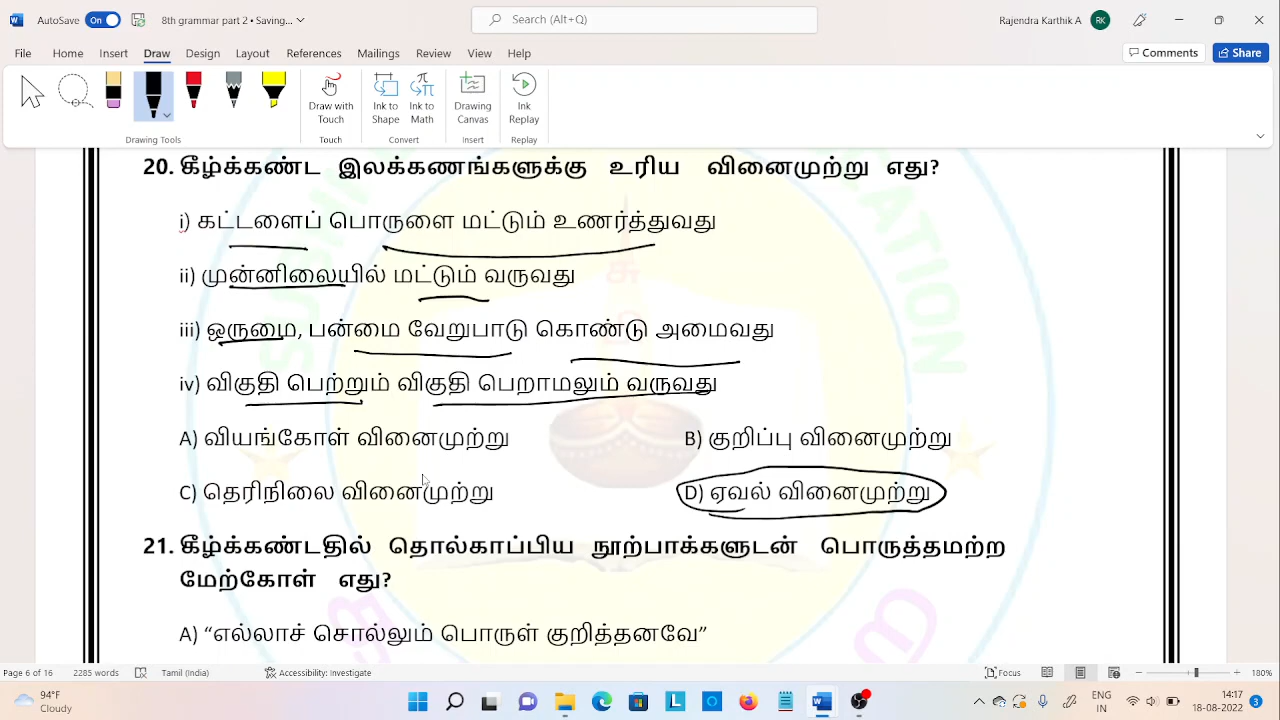 AutoSave On 8th Part 2 - Saving... Search (Alt+Q) Rajendra Karthik A RK
File Home Insert Draw Design Layout References Mailings Review View Help Comments Share
Draw with Touch Ink to Shape Ink to Math Drawing Canvas Ink Replay
Drawing Tools Touch Convert Insert Replay
20. கீழ்க்கண்ட இலக்கணங்களுக்கு உரிய வினைமுற்று எது?
i) கட்டளைப் பொருளை மட்டும் உணர்த்துவது
ii) முன்னிலையில் மட்டும் வருவது
iii) ஒருமை, பன்மை வேறுபாடு கொண்டு அமைவது
iv) விகுதி பெற்றும் விகுதி பெறாமலும் வருவது
A) வியங்கோள் வினைமுற்று B) குறிப்பு வினைமுற்று
C) தெரிநிலை வினைமுற்று D) ஏவல் வினைமுற்று
21. கீழ்க்கண்டதில் தொல்காப்பிய நூற்பாக்களுடன் பொருத்தமற்ற
மேற்கோள் எது?
A) “எல்லாச் சொல்லும் பொருள் குறித்தனவே”
Page 6 of 16 2285 words Tamil (India) Accessibility: Investigate Focus 180%
94°F Sunny ENG IN 14:17 18-08-2022 3